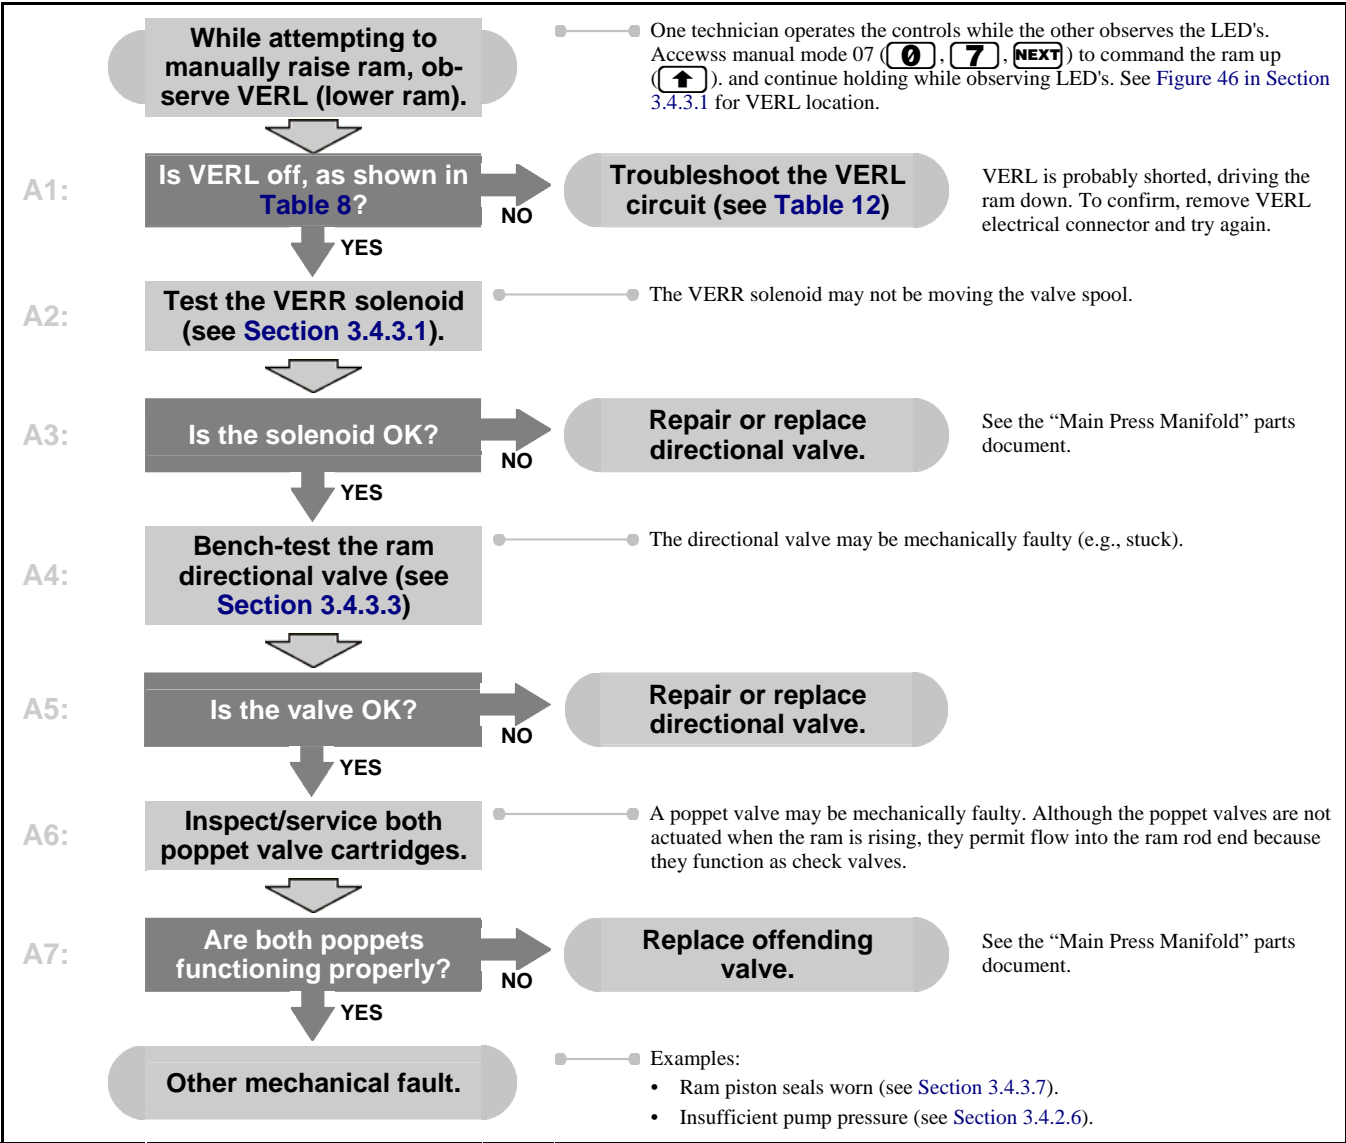 While attempting to
manually raise ram, ob-
serve VERL (lower ram).
One technician operates the controls while the other observes the LED's.
Accewss manual mode 07 (0, 7, NEXT) to command the ram up
(⬆). and continue holding while observing LED's. See Figure 46 in Section
3.4.3.1 for VERL location.
A1:
Is VERL off, as shown in
Table 8?
NO
YES
Troubleshoot the VERL
circuit (see Table 12)
VERL is probably shorted, driving the
ram down. To confirm, remove VERL
electrical connector and try again.
A2:
Test the VERR solenoid
(see Section 3.4.3.1).
The VERR solenoid may not be moving the valve spool.
A3:
Is the solenoid OK?
NO
YES
Repair or replace
directional valve.
See the “Main Press Manifold” parts
document.
A4:
Bench-test the ram
directional valve (see
Section 3.4.3.3)
The directional valve may be mechanically faulty (e.g., stuck).
A5:
Is the valve OK?
NO
YES
Repair or replace
directional valve.
A6:
Inspect/service both
poppet valve cartridges.
A poppet valve may be mechanically faulty. Although the poppet valves are not
actuated when the ram is rising, they permit flow into the ram rod end because
they function as check valves.
A7:
Are both poppets
functioning properly?
NO
YES
Replace offending
valve.
See the “Main Press Manifold” parts
document.
Other mechanical fault.
Examples:
• Ram piston seals worn (see Section 3.4.3.7).
• Insufficient pump pressure (see Section 3.4.2.6).